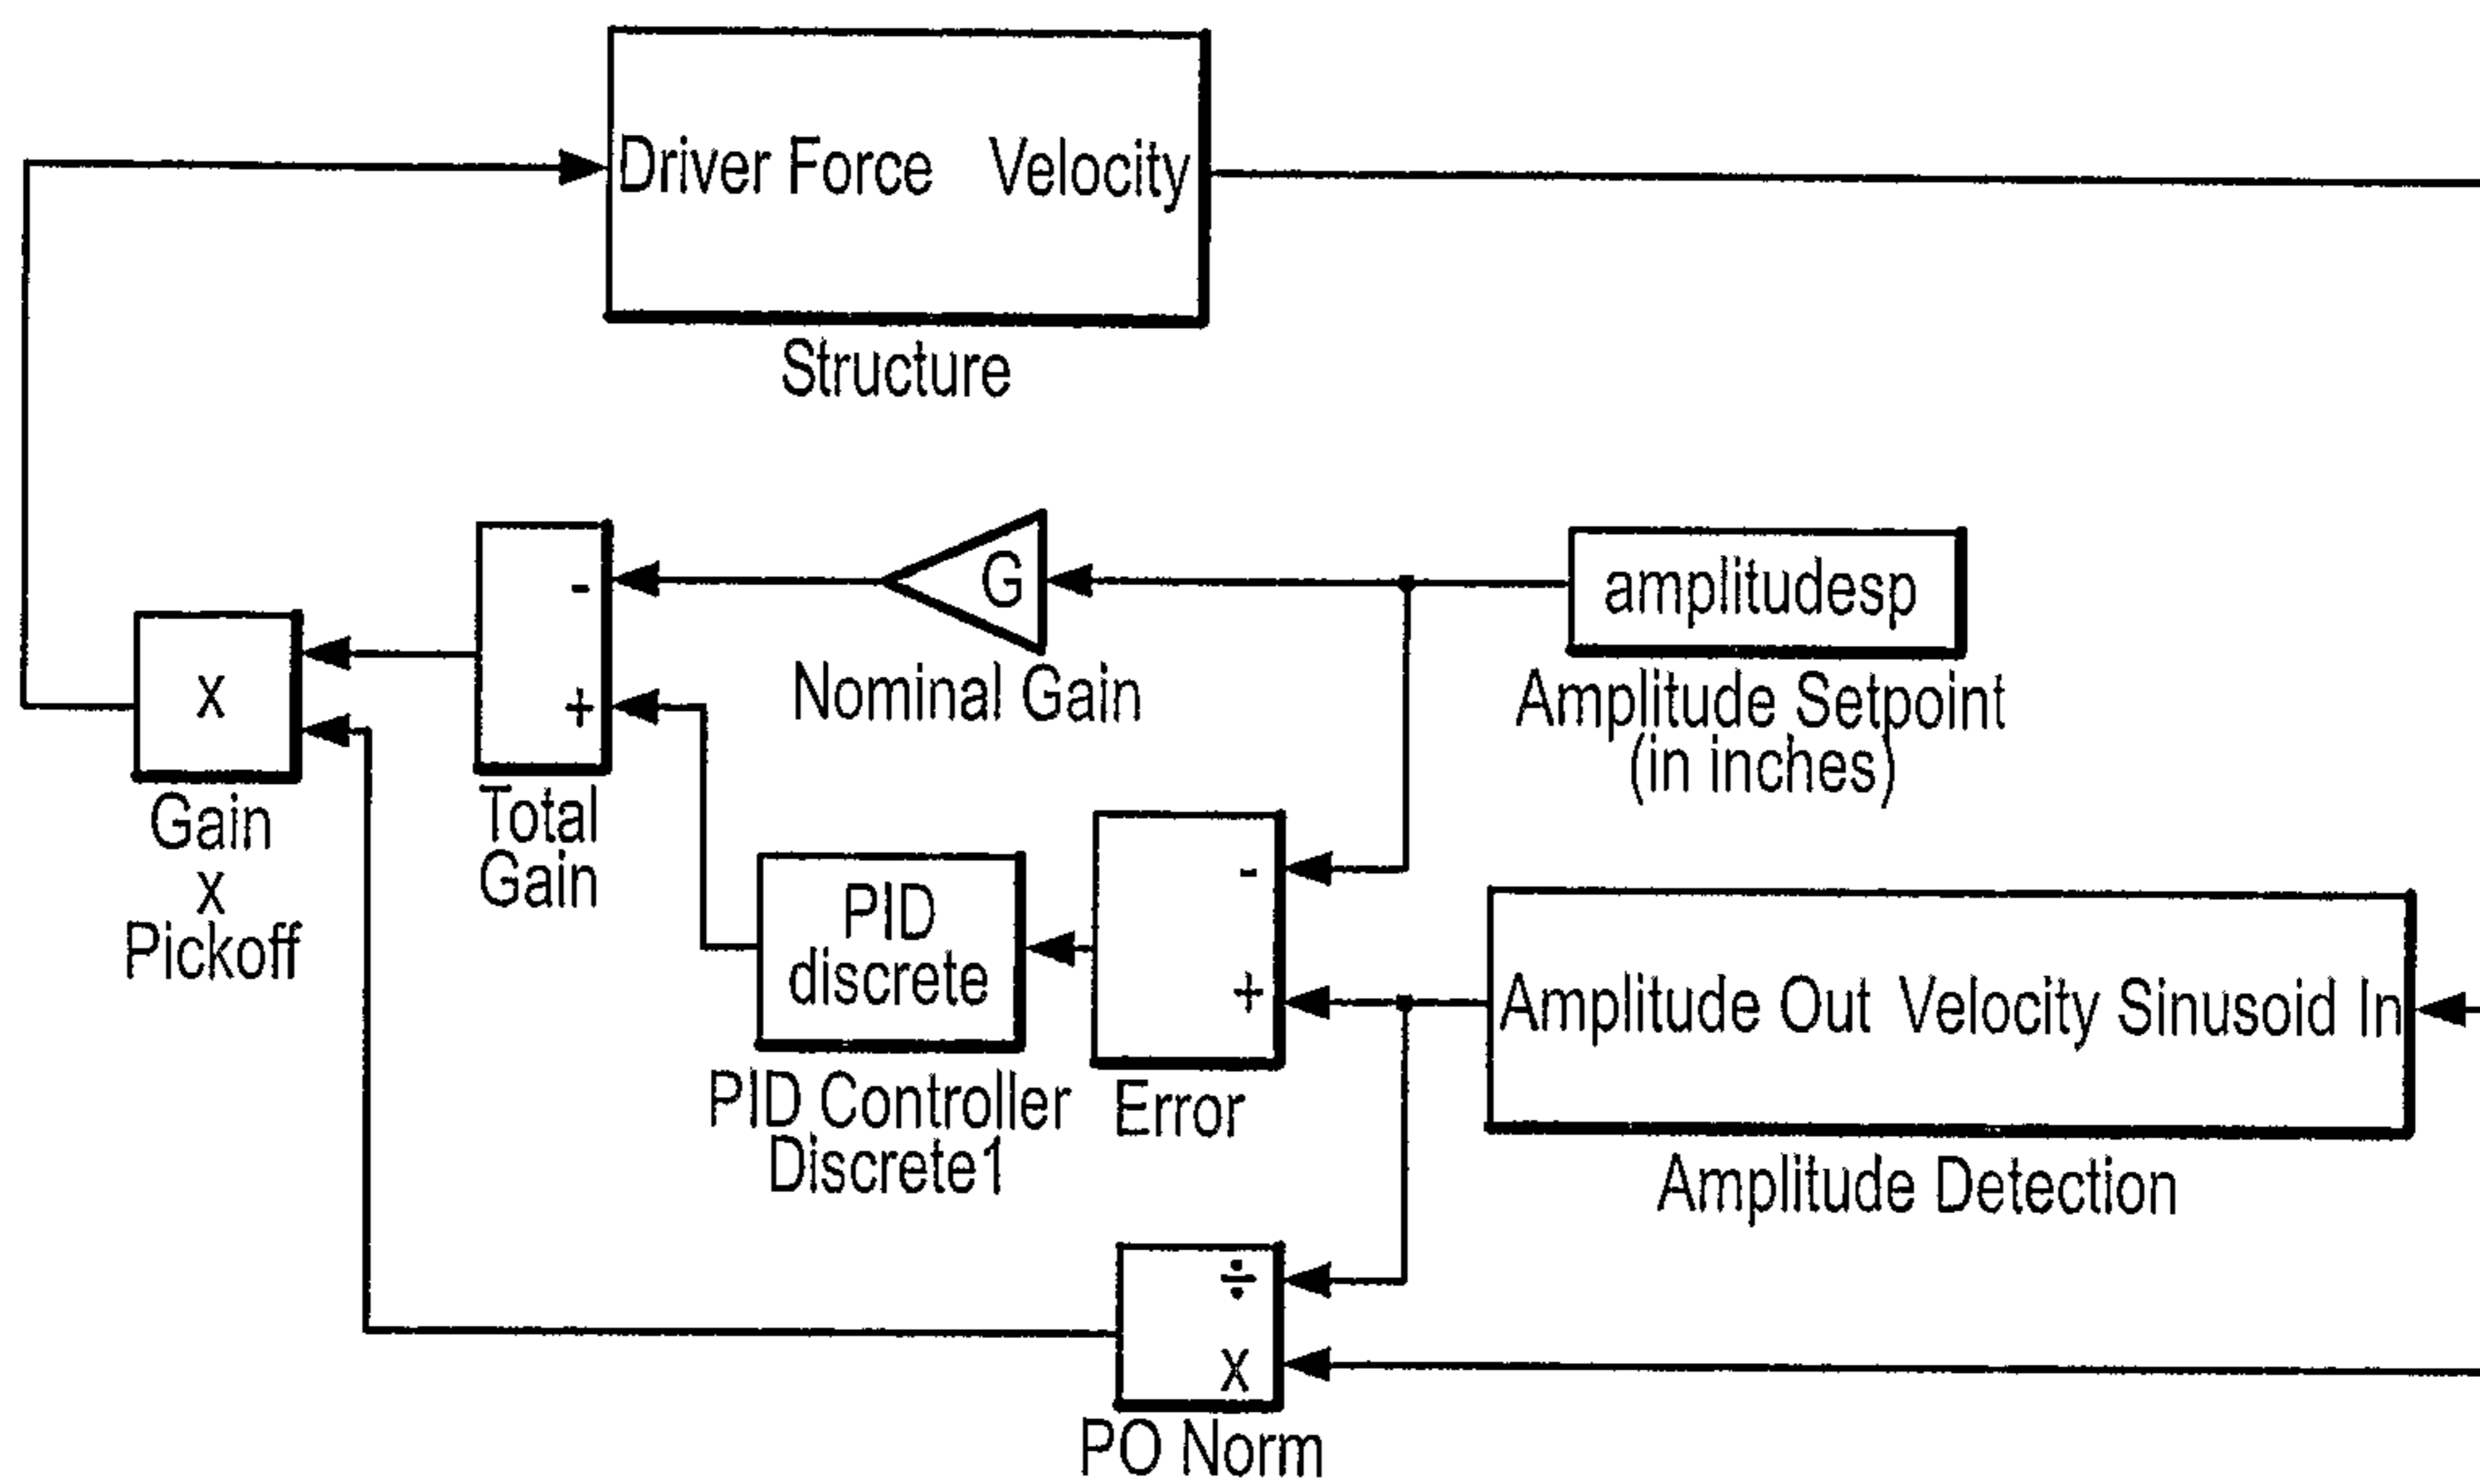 Driver Force Velocity
Structure
-
+
G
amplitudesp
Nominal Gain
Amplitude Setpoint
(in inches)
x
Gain
x
Pickoff
Total
Gain
PID
discrete
PID Controller
Discrete1
-
+
Error
Amplitude Out Velocity Sinusoid In
Amplitude Detection
÷
x
PO Norm